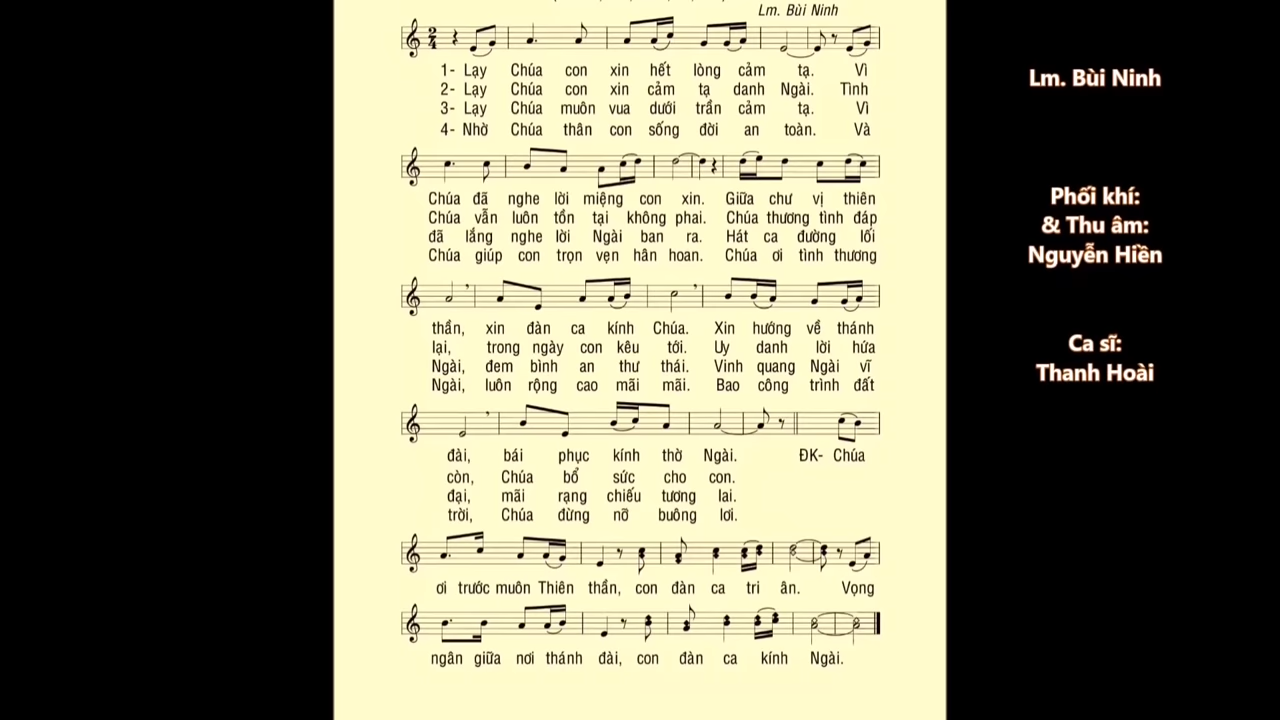 Lm. Bùi Ninh
1- Lạy Chúa con xin hết lòng cảm tạ. Vì
2- Lạy Chúa con xin cảm tạ danh Ngài. Tình
3- Lạy Chúa muôn vua dưới trần cảm tạ. Vì
4- Nhờ Chúa thân con sống đời an toàn. Và
Chúa đã nghe lời miệng con xin. Giữa chư vị thiên
Chúa vẫn luôn tồn tại không phai. Chúa thương tình đáp
đã lắng nghe lời Ngài ban ra. Hát ca đường lối
Chúa giúp con trọn vẹn hân hoan. Chúa ơi tình thương
thần, xin đàn ca kính Chúa. Xin hướng về thánh
lại, trong ngày con kêu tới. Uy danh lời hứa
Ngài, đem bình an thư thái. Vinh quang Ngài vĩ
Ngài, luôn rộng cao mãi mãi. Bao công trình đất
đài, bái phục kính thờ Ngài. ĐK- Chúa
còn, Chúa bổ sức cho con.
đại, mãi rạng chiếu tương lai.
trời, Chúa đừng nỡ buông lơi.
ơi trước muôn Thiên thần, con đàn ca tri ân. Vọng
ngân giữa nơi thánh đài, con đàn ca kính Ngài.
Lm. Bùi Ninh
Phối khí:
& Thu âm:
Nguyễn Hiền
Ca sĩ:
Thanh Hoài